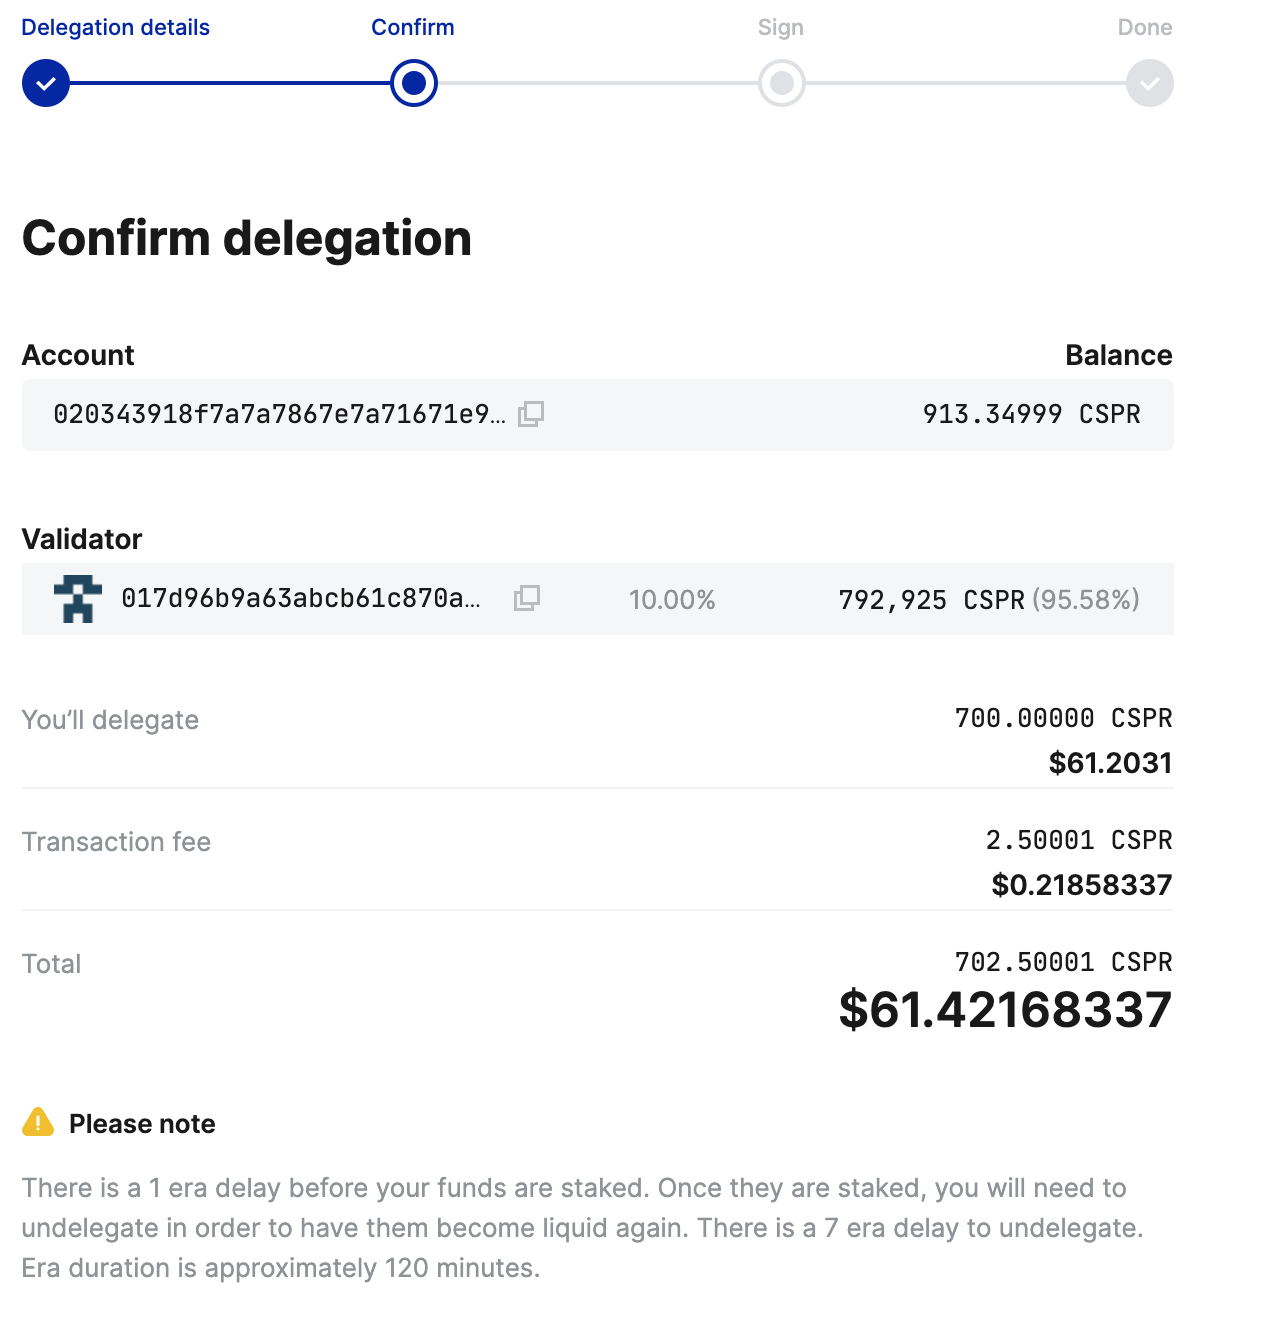 Delegation details Confirm Sign Done
Confirm delegation
Account Balance
020343918f7a7a7867e7a71671e9... 913.34999 CSPR
Validator
017d96b9a63abcb61c870a... 10.00% 792,925 CSPR (95.58%)
You’ll delegate 700.00000 CSPR
$61.2031
Transaction fee 2.50001 CSPR
$0.21858337
Total 702.50001 CSPR
$61.42168337
Please note
There is a 1 era delay before your funds are staked. Once they are staked, you will need to
undelegate in order to have them become liquid again. There is a 7 era delay to undelegate.
Era duration is approximately 120 minutes.